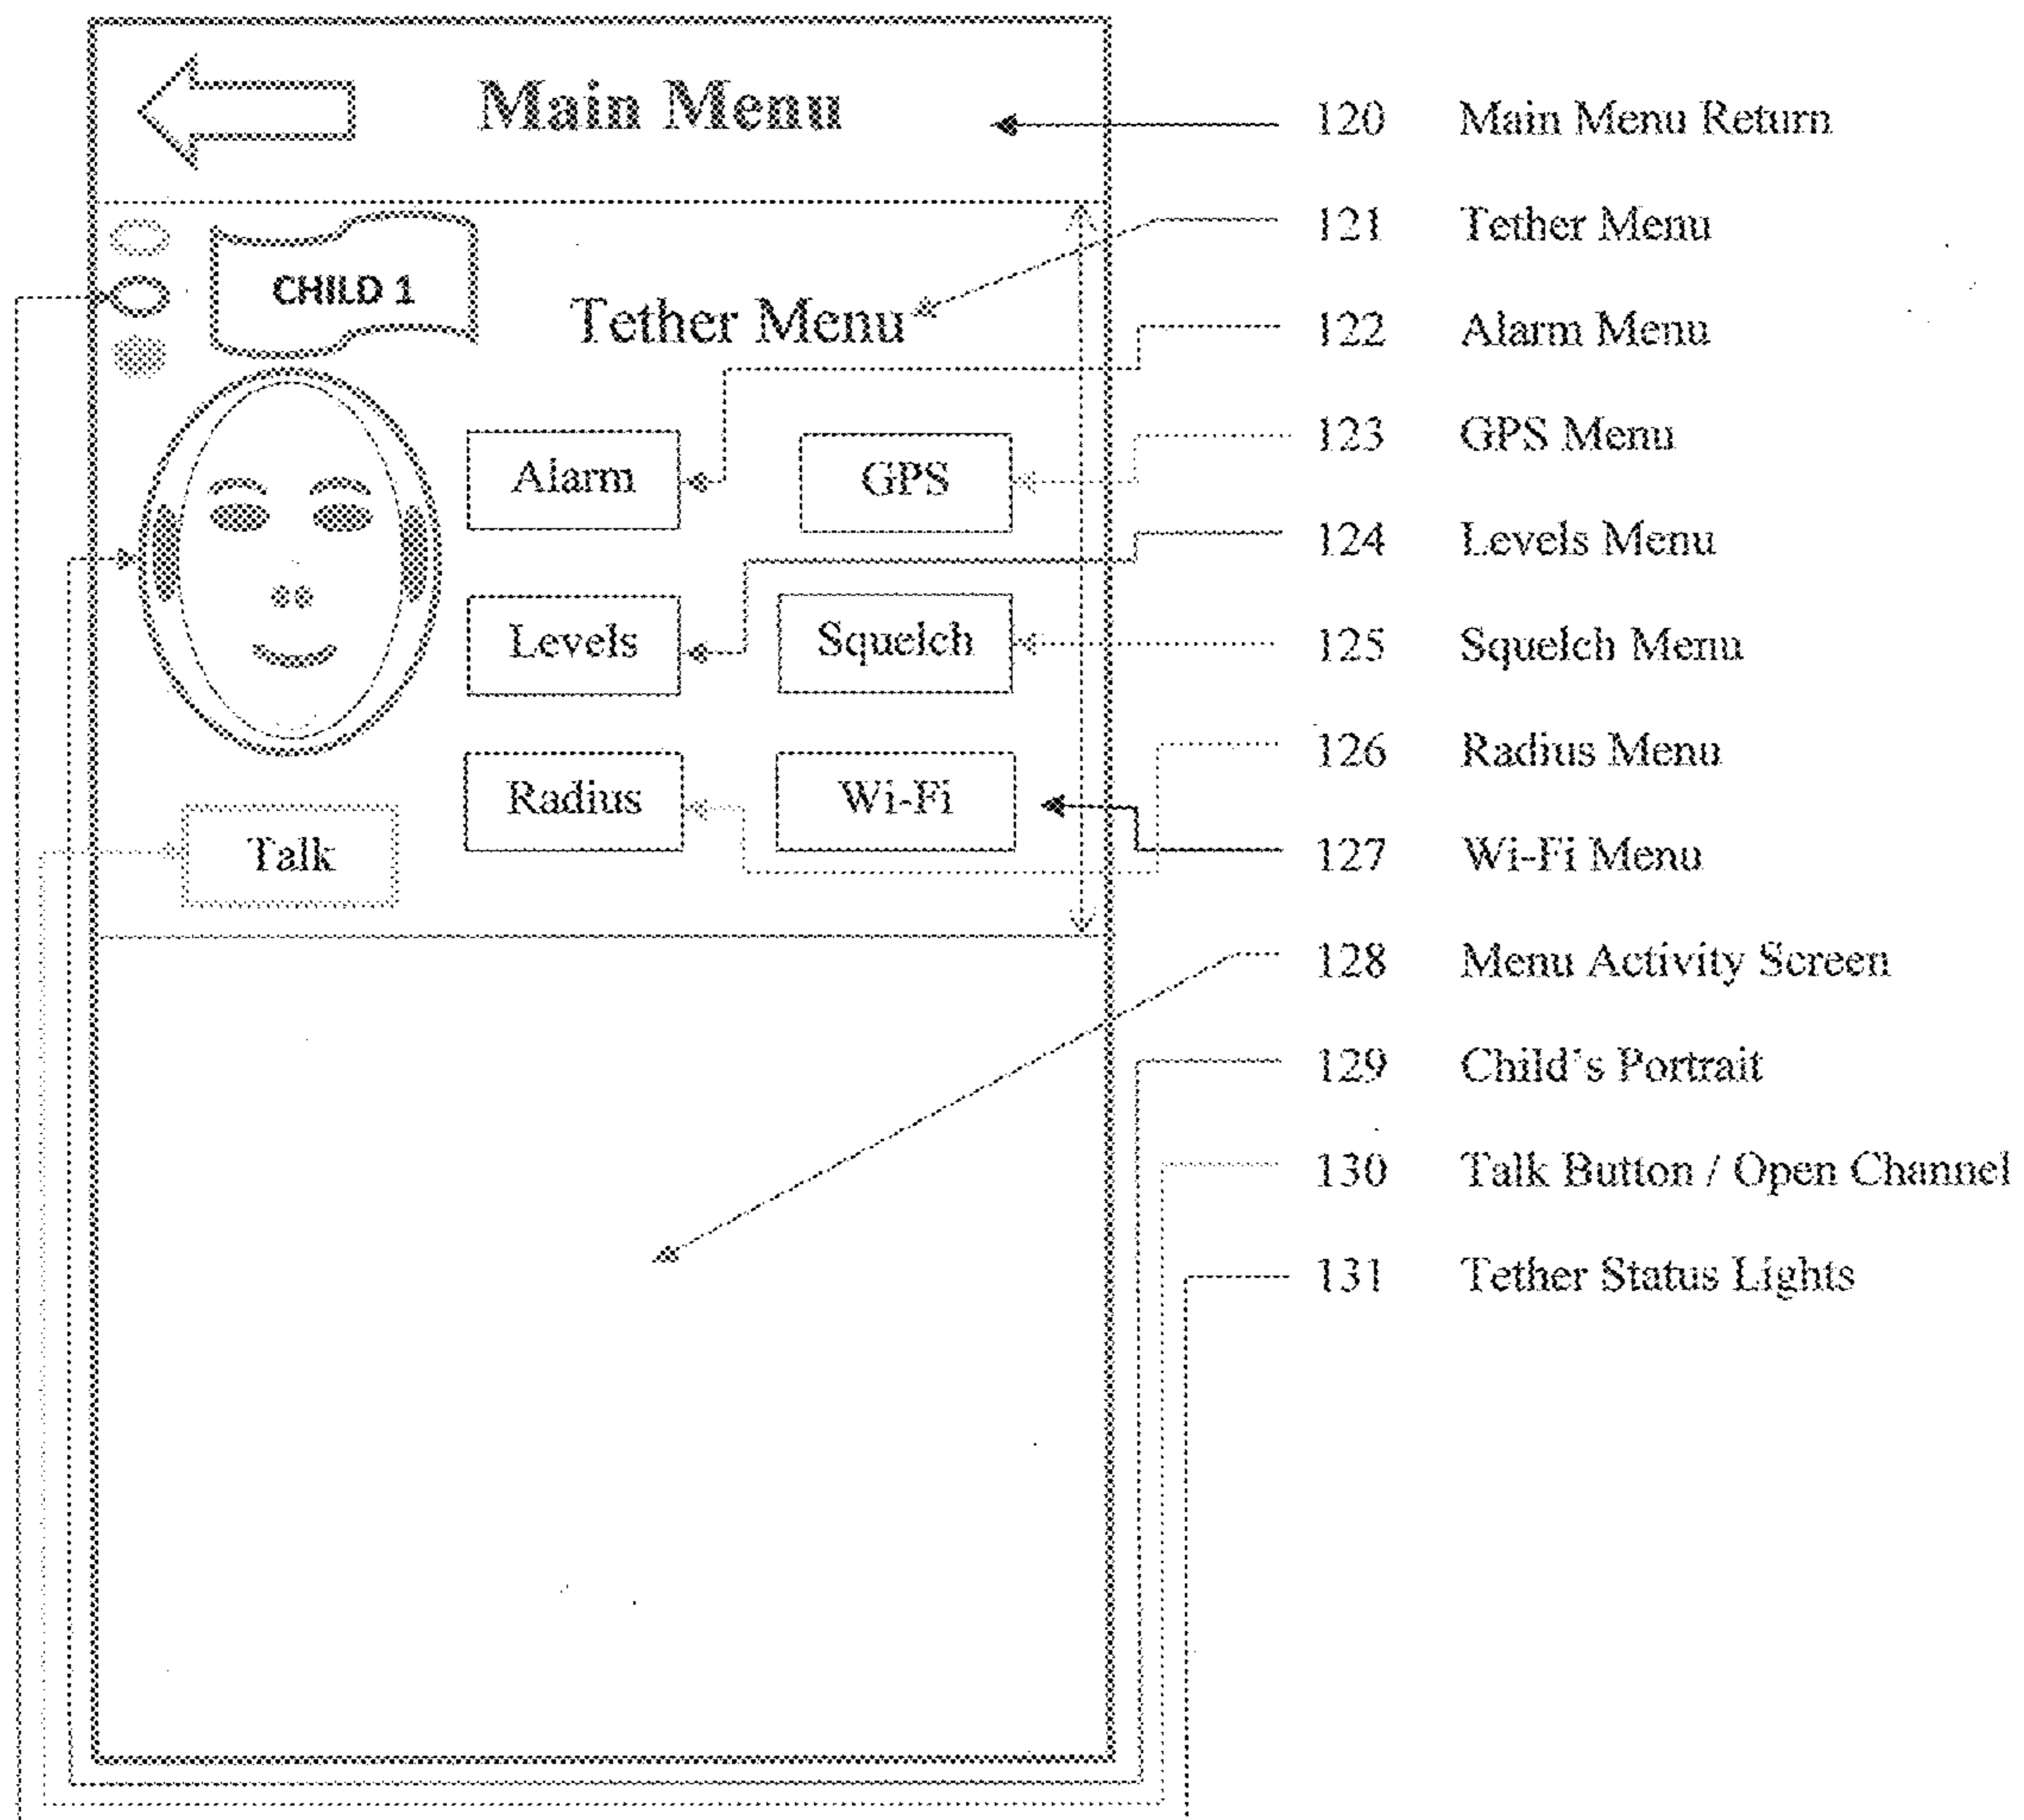 Main Menu
CHILD 1
Tether Menu
Alarm GPS
Levels Squelch
Radius Wi-Fi
Talk
120 Main Menu Return
121 Tether Menu
122 Alarm Menu
123 GPS Menu
124 Levels Menu
125 Squelch Menu
126 Radius Menu
127 Wi-Fi Menu
128 Menu Activity Screen
129 Child's Portrait
130 Talk Button / Open Channel
131 Tether Status Lights